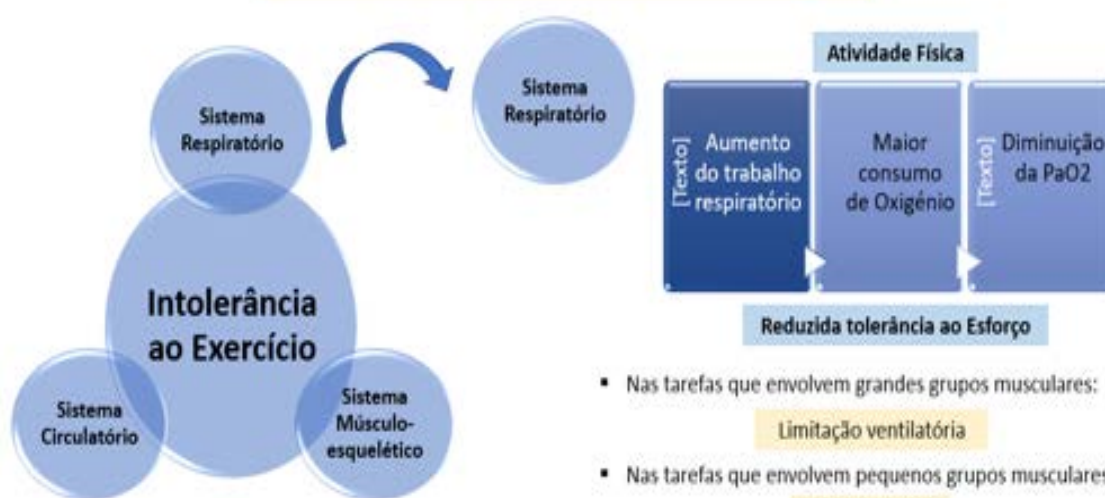 Sistema
Respiratório
Intolerância
ao Exercício
Sistema
Circulatório
Sistema
Músculo-
esquelético
Sistema
Respiratório
Atividade Física
[Texto]
Aumento
do trabalho
respiratório
Maior
consumo
de Oxigénio
[Texto]
Diminuição
da PaO2
Reduzida tolerância ao Esforço
▪ Nas tarefas que envolvem grandes grupos musculares:
Limitação ventilatória
▪ Nas tarefas que envolvem pequenos grupos musculares